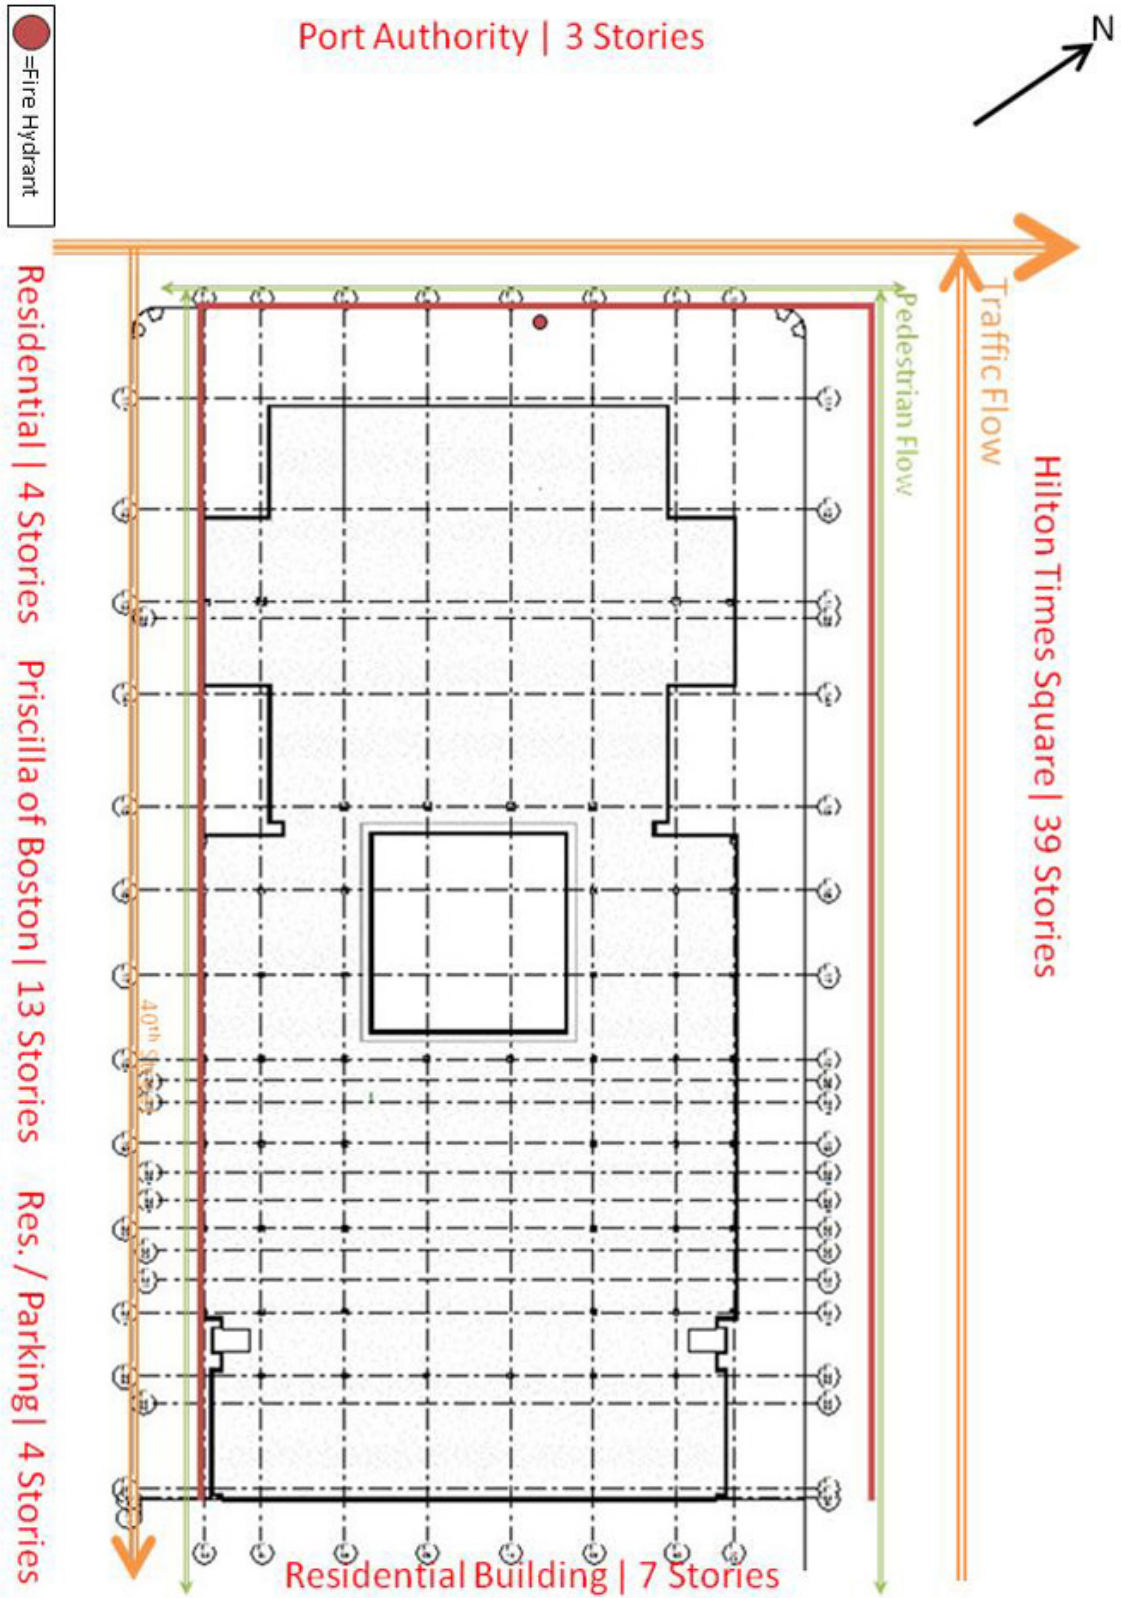 Port Authority | 3 Stories
N
=Fire Hydrant
Traffic Flow
Pedestrian Flow
Hilton Times Square | 39 Stories
Residential | 4 Stories
Priscilla of Boston | 13 Stories
Res. / Parking | 4 Stories
40th
Residential Building | 7 Stories